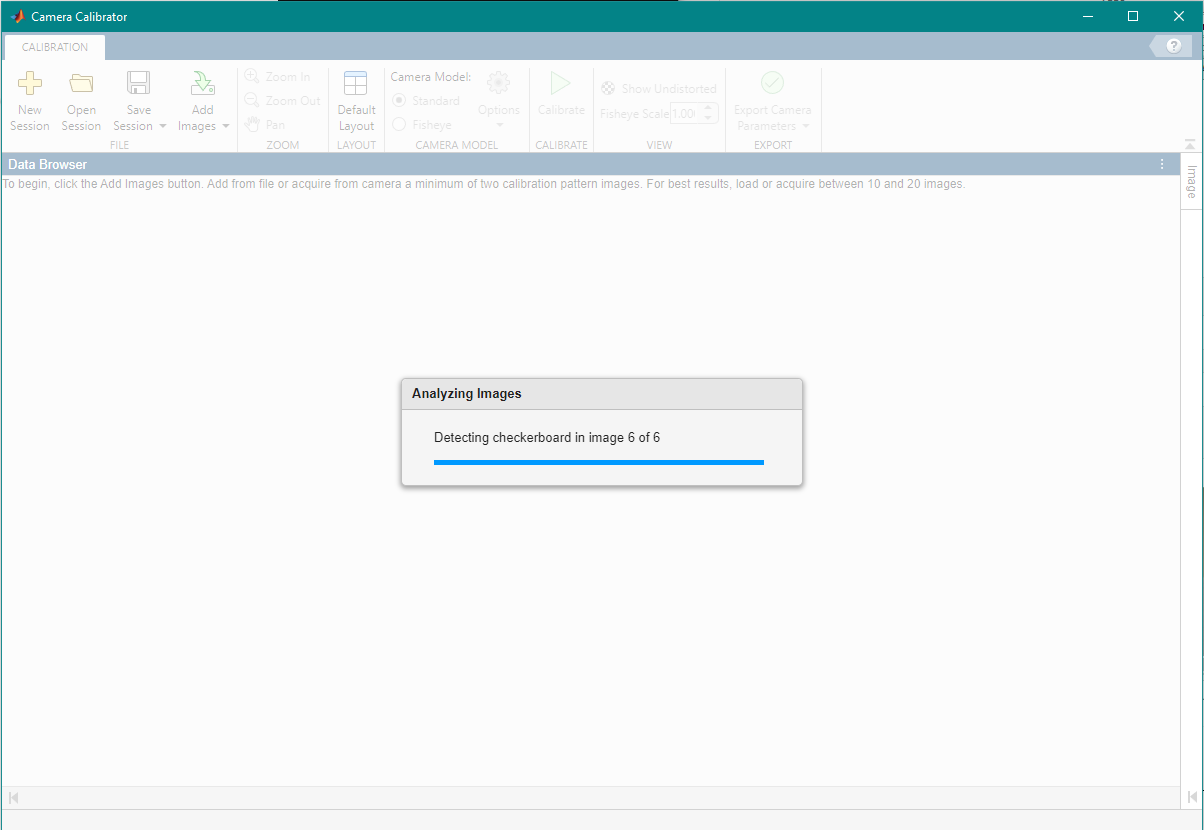 Camera Calibrator
CALIBRATION
?
New Session
Open Session
Save Session
Add Images
FILE
Zoom In
Zoom Out
Pan
ZOOM
Default Layout
LAYOUT
Camera Model:
Standard
Fisheye
Options
CAMERA MODEL
Calibrate
CALIBRATE
Show Undistorted
Fisheye Scale 1.00
VIEW
Export Camera Parameters
EXPORT
Data Browser
To begin, click the Add Images button. Add from file or acquire from camera a minimum of two calibration pattern images. For best results, load or acquire between 10 and 20 images.
Image
Analyzing Images
Detecting checkerboard in image 6 of 6